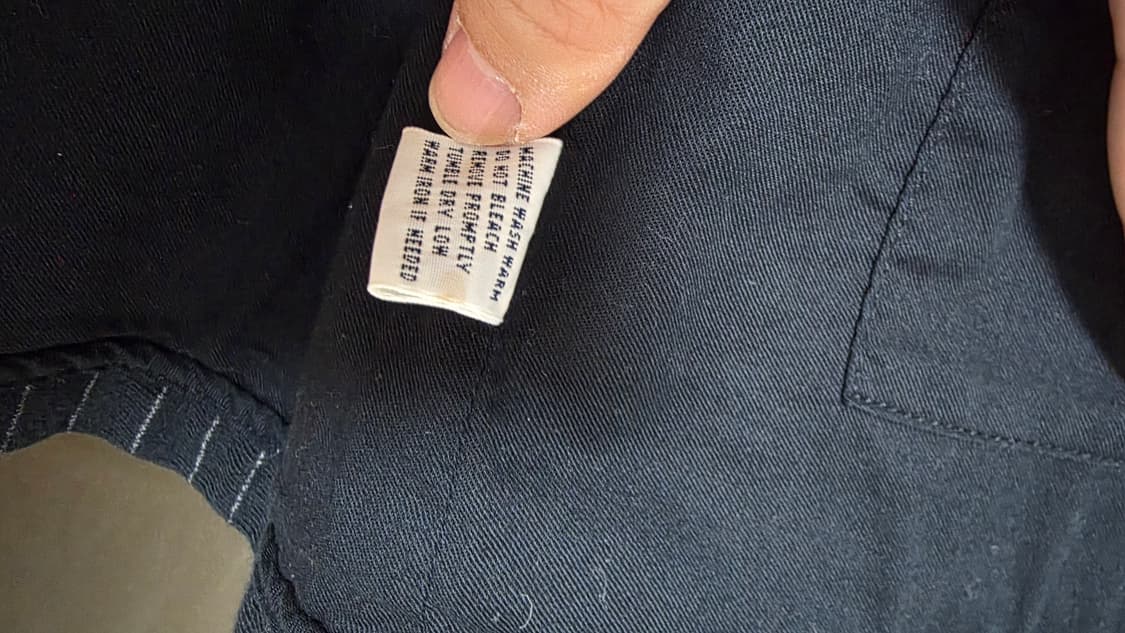 MACHINE WASH WARM
DO NOT BLEACH
REMOVE PROMPTLY
TUMBLE DRY LOW
WARM IRON IF NEEDED